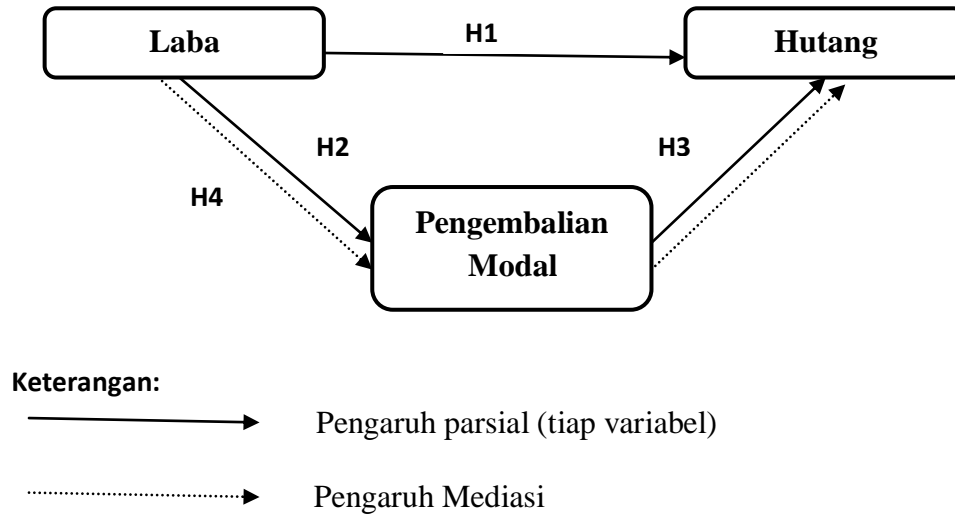 Laba
H1
Hutang
H2
H3
H4
Pengembalian
Modal
Keterangan:
Pengaruh parsial (tiap variabel)
Pengaruh Mediasi